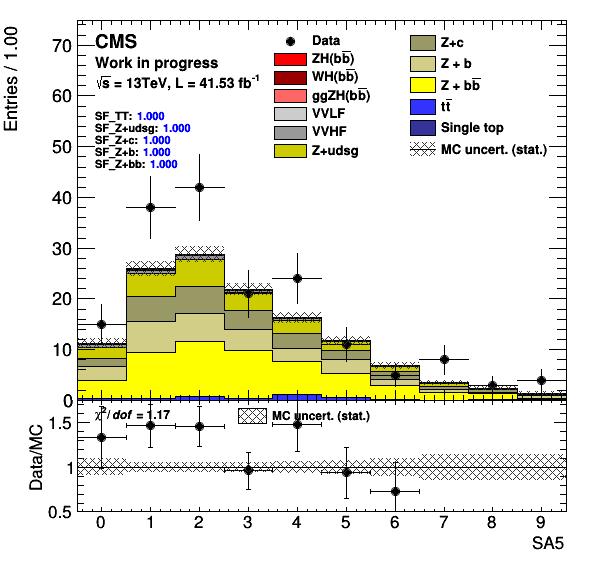 CMS
Work in progress
√s = 13TeV, L = 41.53 fb⁻¹
SF_TT: 1.000
SF_Z+udsg: 1.000
SF_Z+c: 1.000
SF_Z+b: 1.000
SF_Z+bb: 1.000
Data
ZH(bb̅)
WH(bb̅)
ggZH(bb̅)
VVLF
VVHF
Z+udsg
Z+c
Z + b
Z + bb̅
tt̅
Single top
MC uncert. (stat.)
Entries / 1.00
70
60
50
40
30
20
10
0
χ²/dof = 1.17
MC uncert. (stat.)
Data/MC
1.5
1
0.5
0 1 2 3 4 5 6 7 8 9
SA5